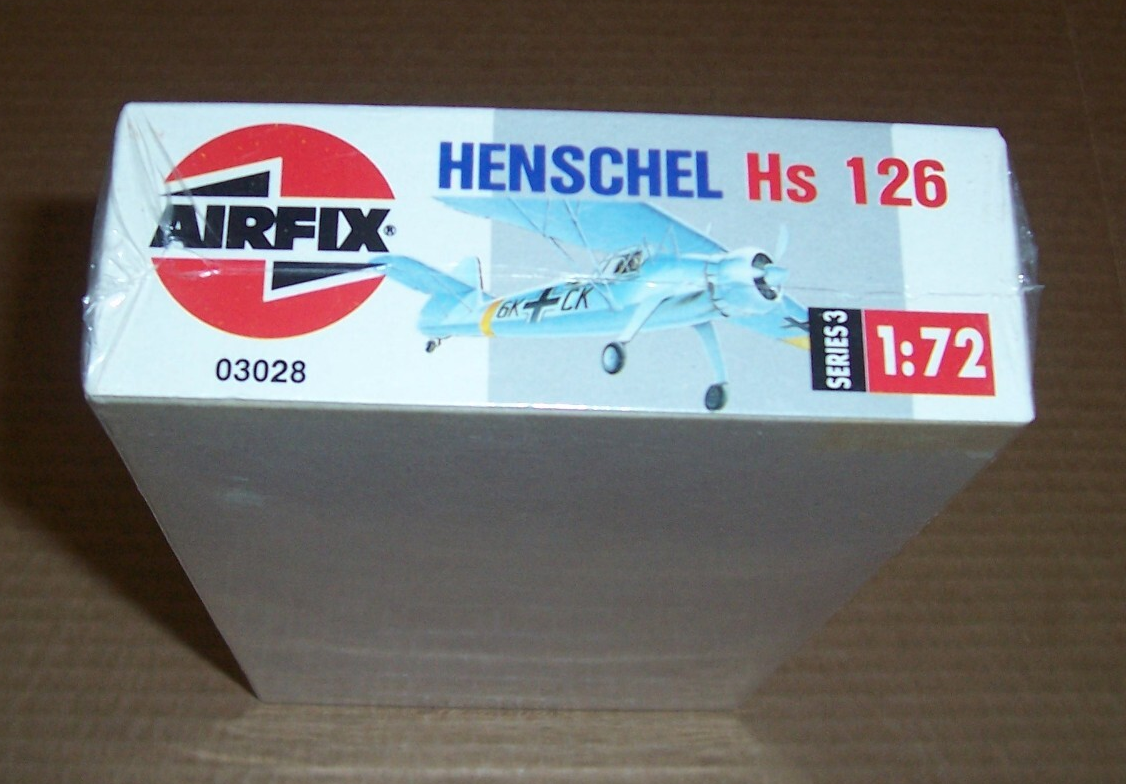 AIRFIX®
03028
HENSCHEL Hs 126
6K CK
SERIES 3
1:72